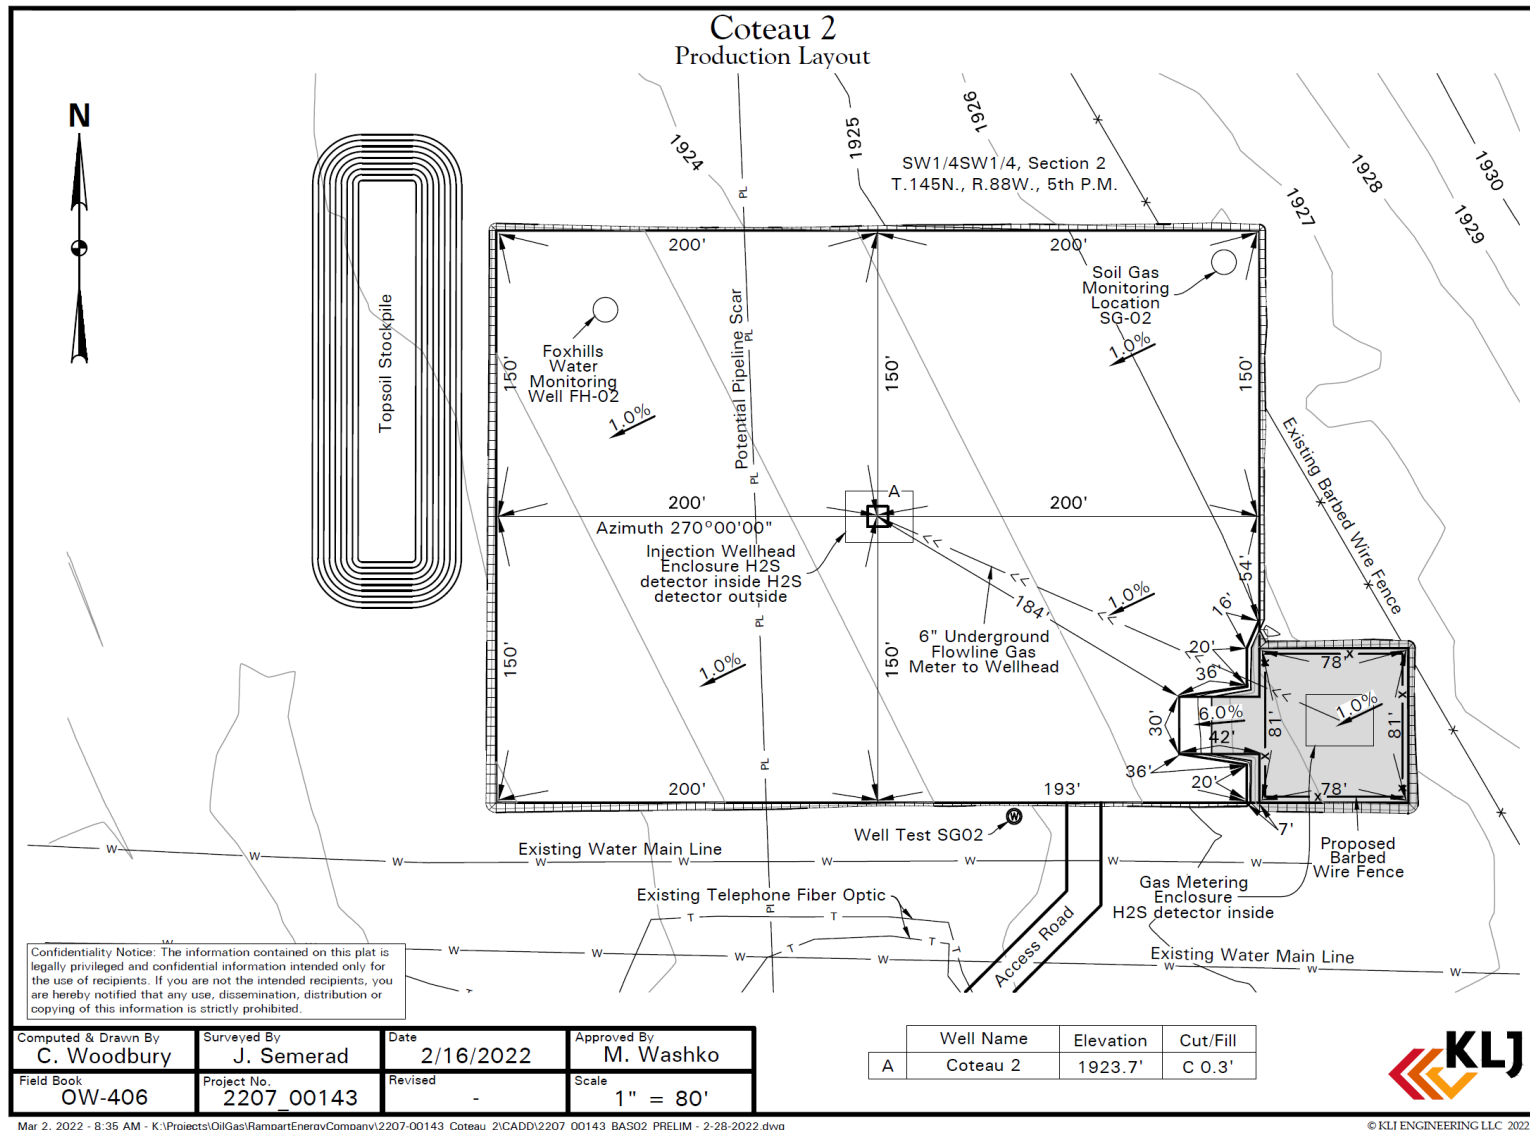 Coteau 2
Production Layout
N
1924
1925
1926
1927
1928
1929
1930
SW1/4SW1/4, Section 2
T.145N., R.88W., 5th P.M.
Topsoil Stockpile
200'
200'
Foxhills
Water
Monitoring
Well FH-02
Soil Gas
Monitoring
Location
SG-02
Potential Pipeline Scar
PL
PL
PL
PL
PL
PL
PL
150'
150'
150'
1.0%
1.0%
Existing Barbed Wire Fence
A
200'
200'
Azimuth 270°00'00"
Injection Wellhead
Enclosure H2S
detector inside H2S
detector outside
184'
6" Underground
Flowline Gas
Meter to Wellhead
1.0%
1.0%
150'
150'
54'
16'
20'
36'
30'
6.0%
42'
36'
20'
78'
81'
81'
1.0%
78'
7'
200'
193'
Well Test SG02
W
Proposed
Barbed
Wire Fence
Gas Metering
Enclosure
H2S detector inside
Existing Water Main Line
W W W W W W W W W
Existing Telephone Fiber Optic
T T T T T
Access Road
Existing Water Main Line
W W W W W W W W W
Confidentiality Notice: The information contained on this plat is
legally privileged and confidential information intended only for
the use of recipients. If you are not the intended recipients, you
are hereby notified that any use, dissemination, distribution or
copying of this information is strictly prohibited.
Computed & Drawn By
C. Woodbury
Surveyed By
J. Semerad
Date
2/16/2022
Approved By
M. Washko
Field Book
OW-406
Project No.
2207_00143
Revised
-
Scale
1" = 80'
Well Name Elevation Cut/Fill
A Coteau 2 1923.7' C 0.3'
KLJ
Mar 2, 2022 - 8:35 AM - K:\Projects\OilGas\RampartEnergyCompany\2207-00143 Coteau 2\CADD\2207_00143_BAS02_PRELIM - 2-28-2022.dwg
© KLJ ENGINEERING LLC 2022